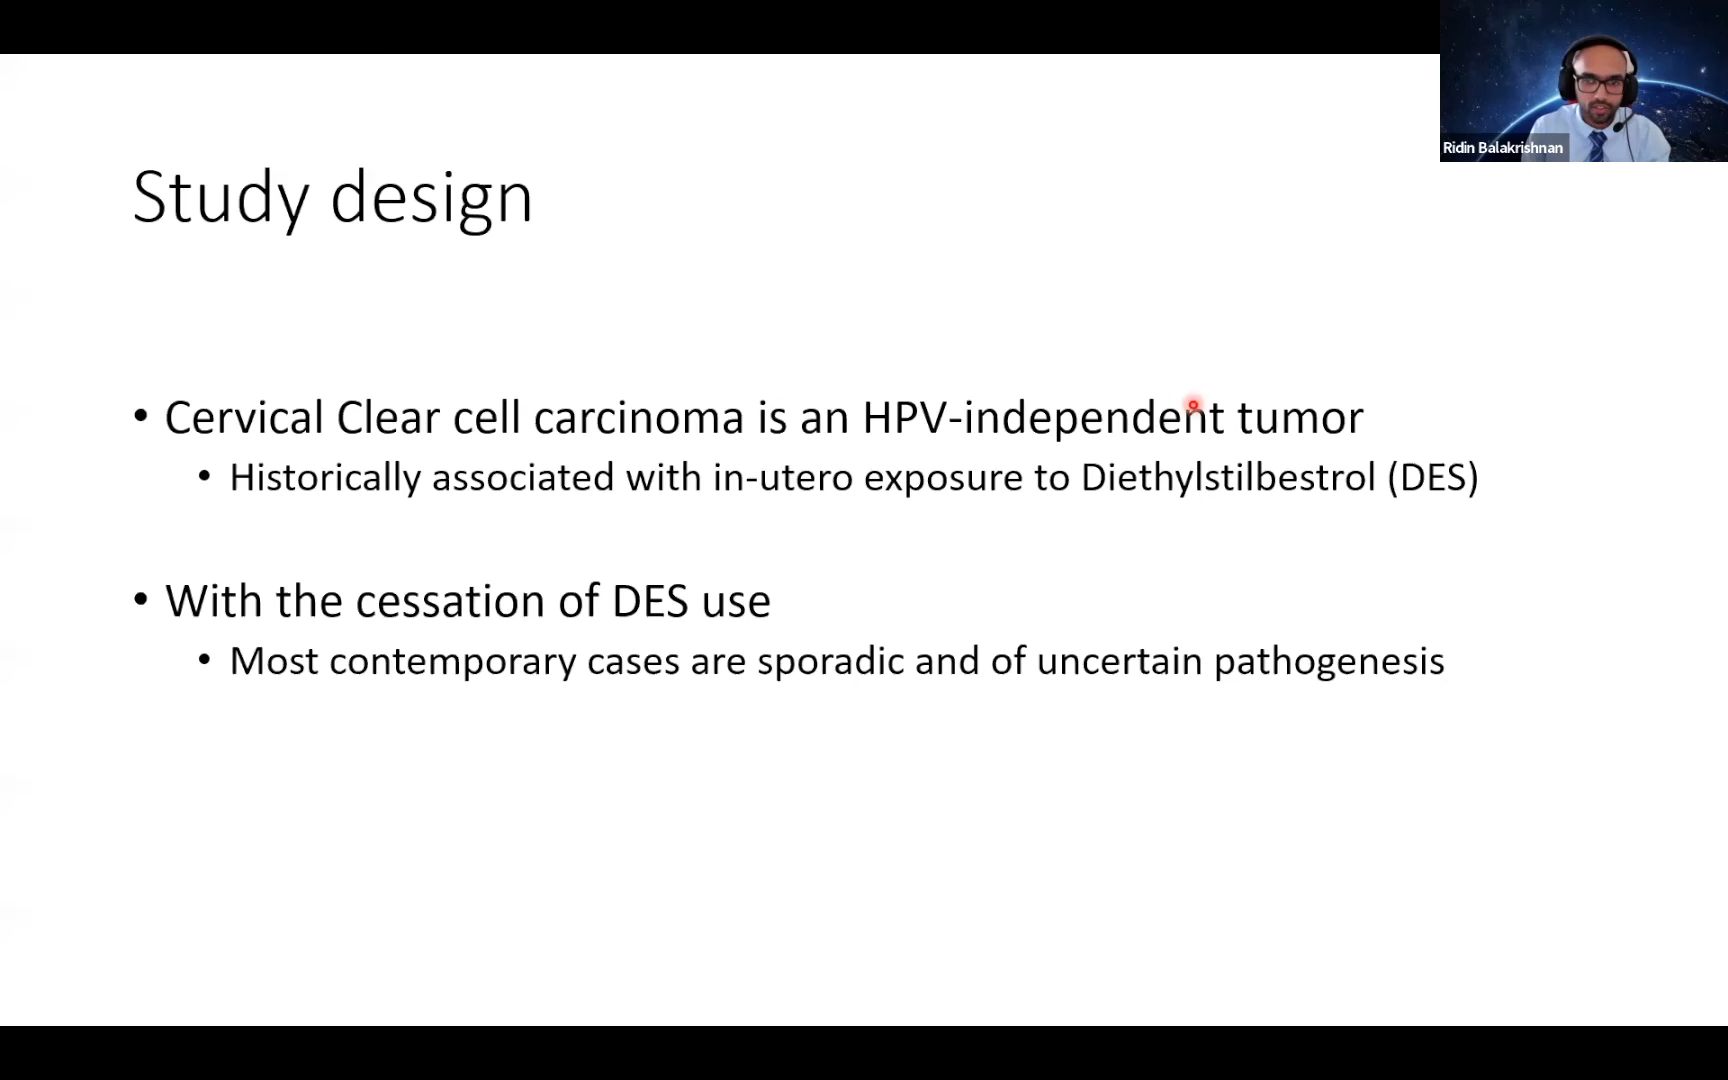 Ridin Balakrishnan
Study design
• Cervical Clear cell carcinoma is an HPV-independent tumor
• Historically associated with in-utero exposure to Diethylstilbestrol (DES)
• With the cessation of DES use
• Most contemporary cases are sporadic and of uncertain pathogenesis